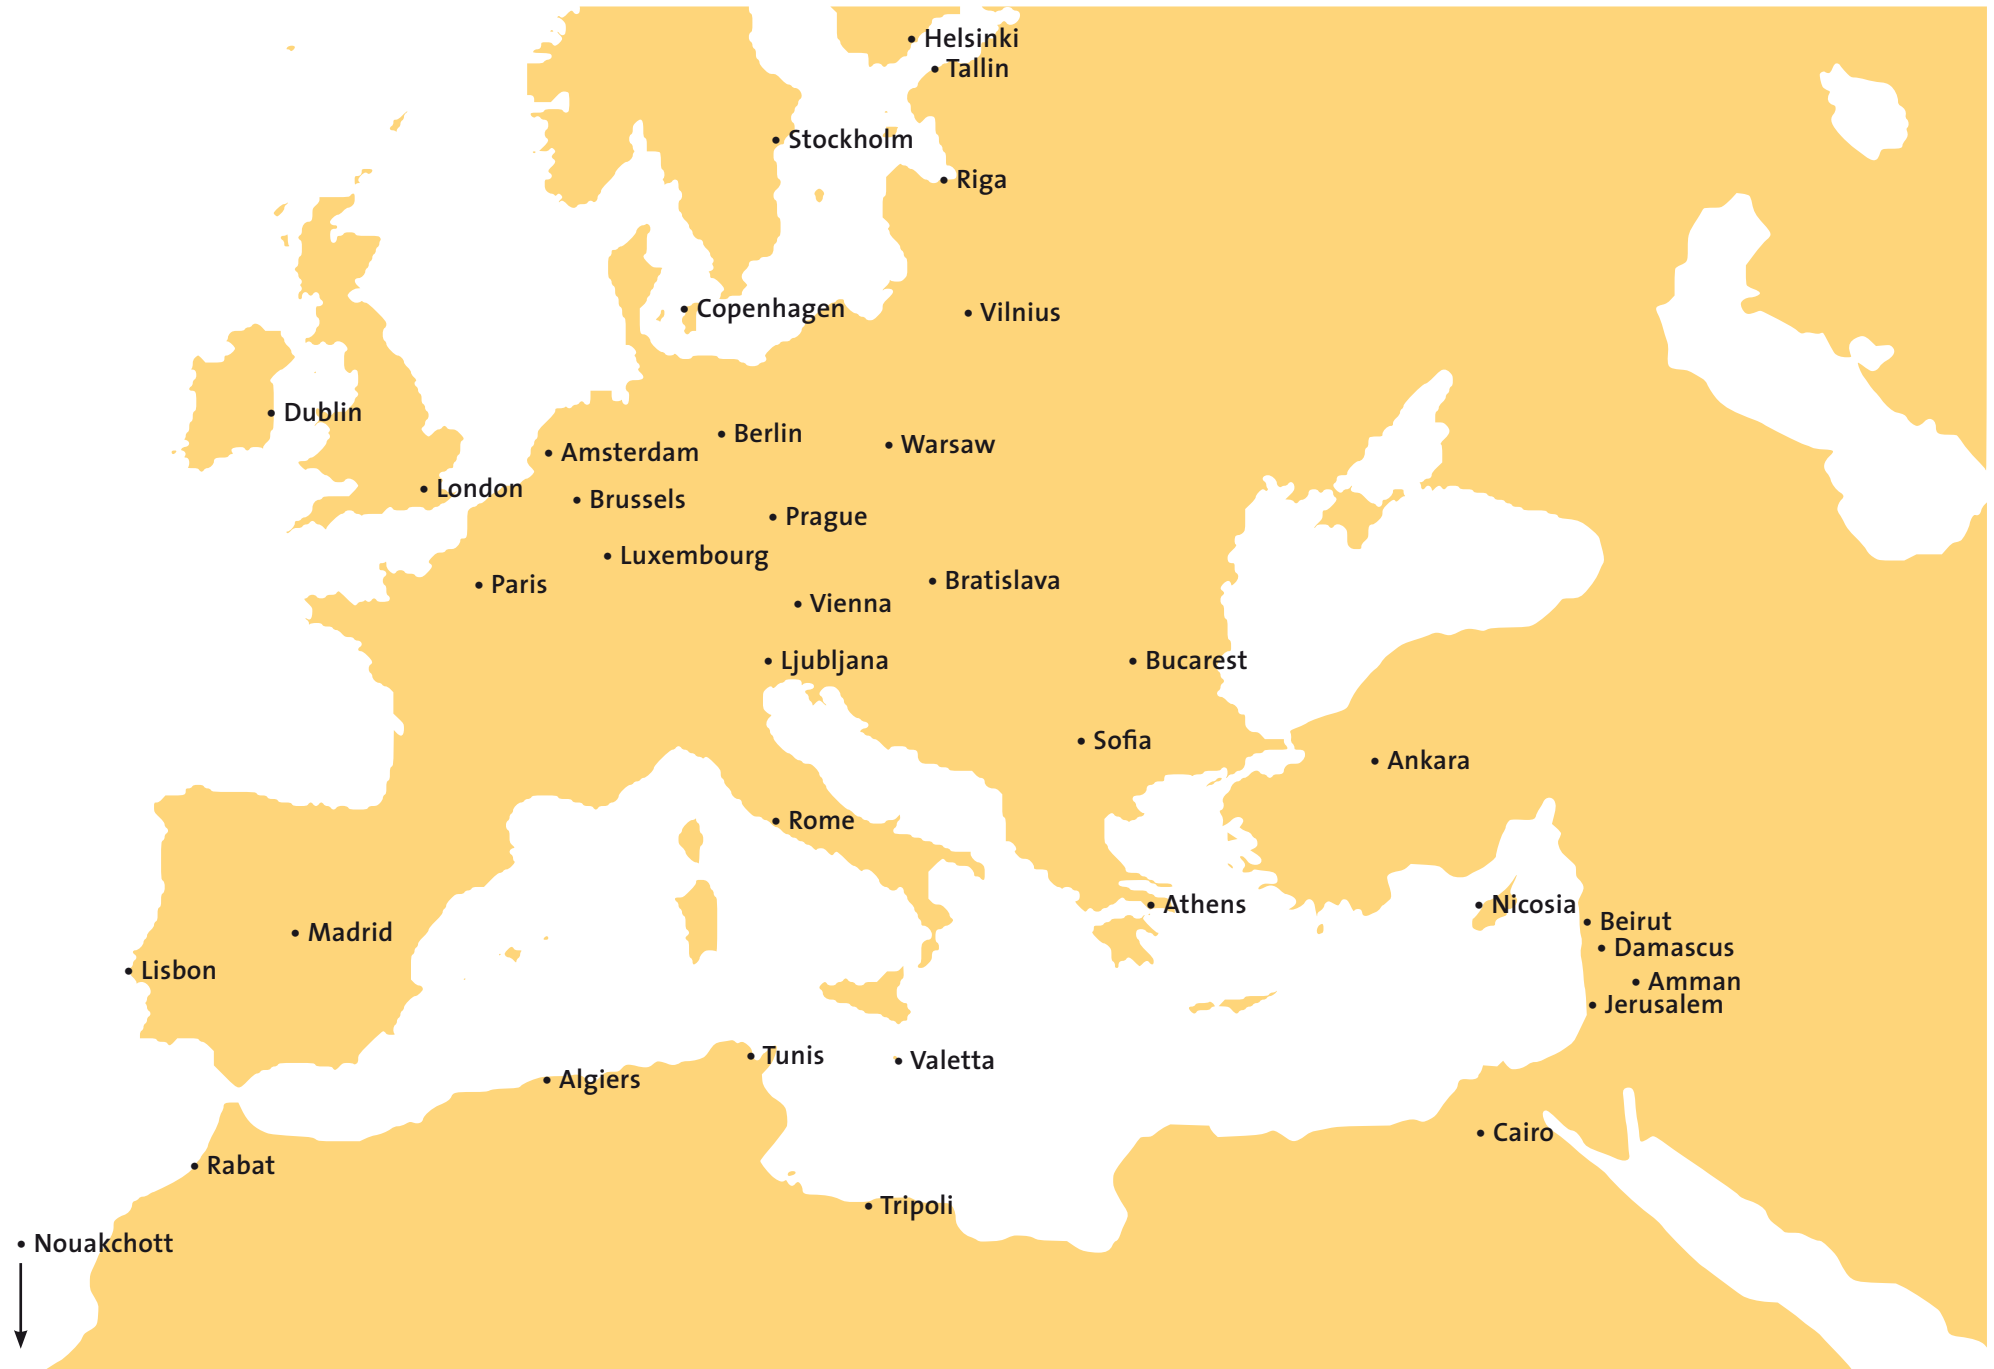 Helsinki
Tallin
Stockholm
Riga
Copenhagen
Vilnius
Dublin
Berlin
Warsaw
Amsterdam
London
Brussels
Prague
Luxembourg
Paris
Bratislava
Vienna
Ljubljana
Bucarest
Sofia
Ankara
Rome
Athens
Nicosia
Beirut
Madrid
Damascus
Lisbon
Amman
Jerusalem
Tunis
Valetta
Algiers
Cairo
Rabat
Tripoli
Nouakchott